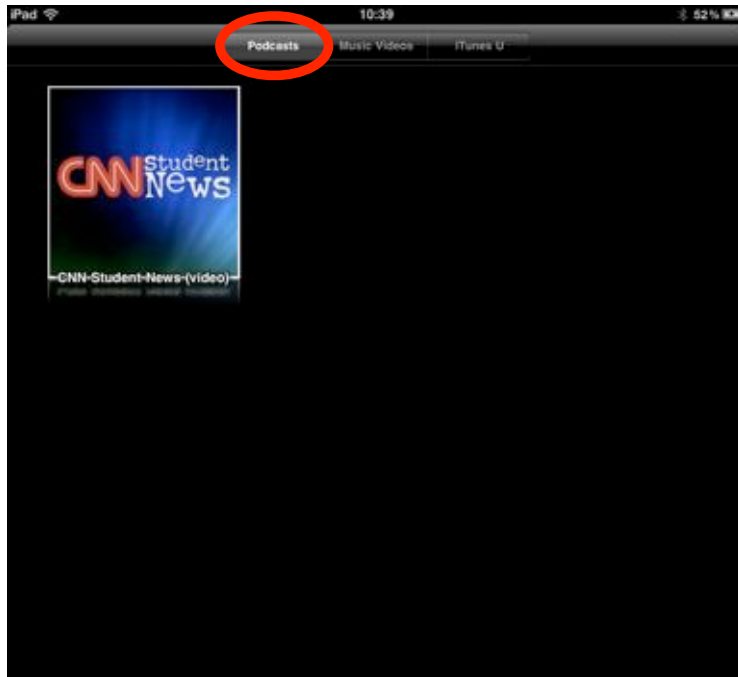 iPad 10:39 52%
Podcasts Music Videos iTunes U
CNN Student
News
CNN Student News (video)